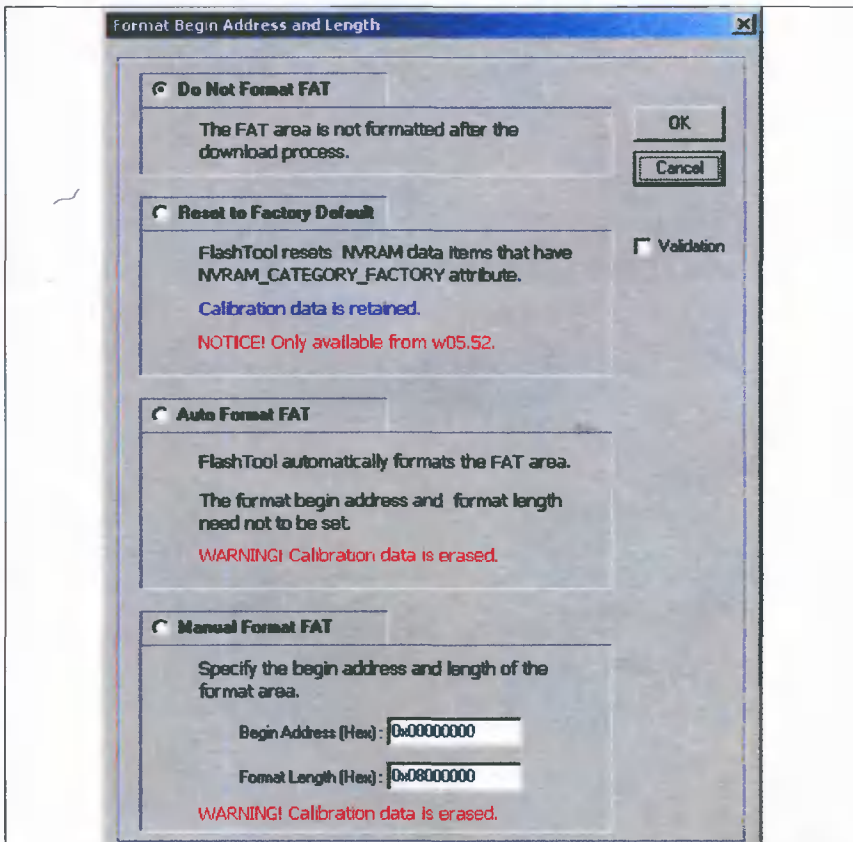 Format Begin Address and Length
Do Not Format FAT
The FAT area is not formatted after the
download process.
OK
Cancel
Reset to Factory Default
FlashTool resets NVRAM data items that have
NVRAM_CATEGORY_FACTORY attribute.
Validation
Calibration data is retained.
NOTICE! Only available from w05.52.
Auto Format FAT
FlashTool automatically formats the FAT area.
The format begin address and format length
need not to be set.
WARNING! Calibration data is erased.
Manual Format FAT
Specify the begin address and length of the
format area.
Begin Address (Hex) : 0x00000000
Format Length (Hex) : 0x08000000
WARNING! Calibration data is erased.